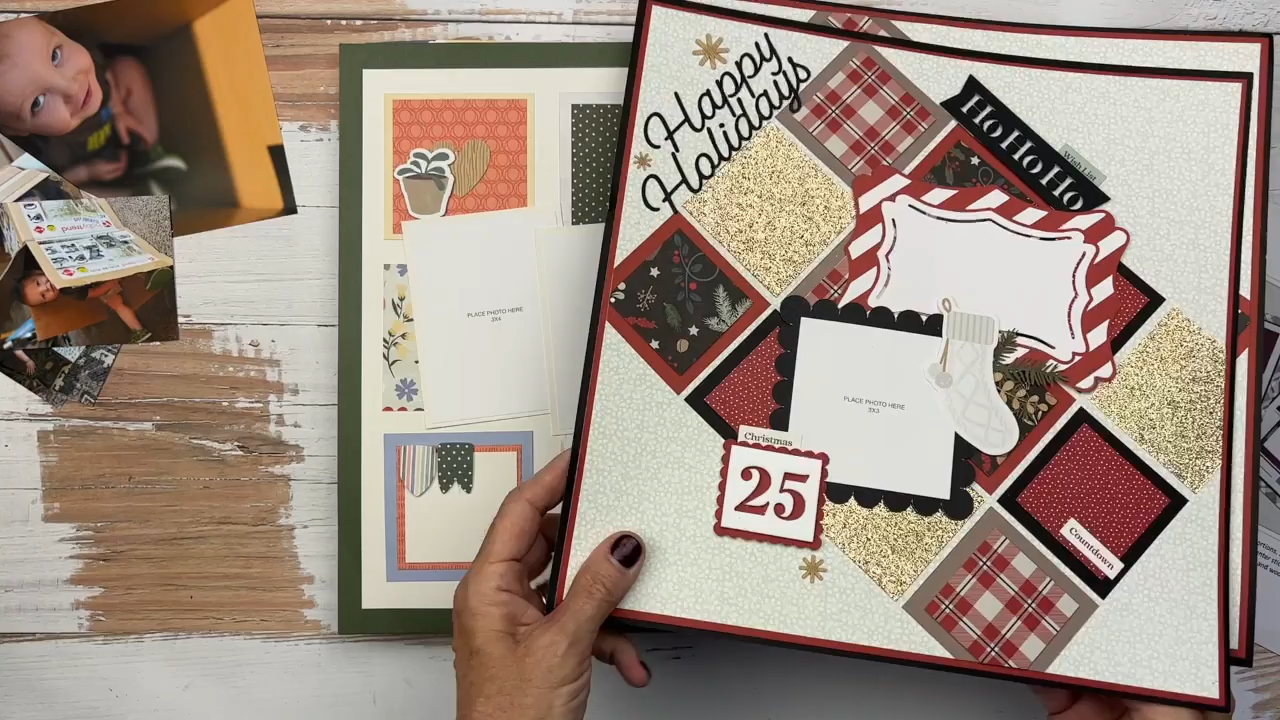 Happy
Holidays
HoHoHo
Wish List
PLACE PHOTO HERE
3X4
PLACE PHOTO HERE
3X3
Christmas
25
Countdown